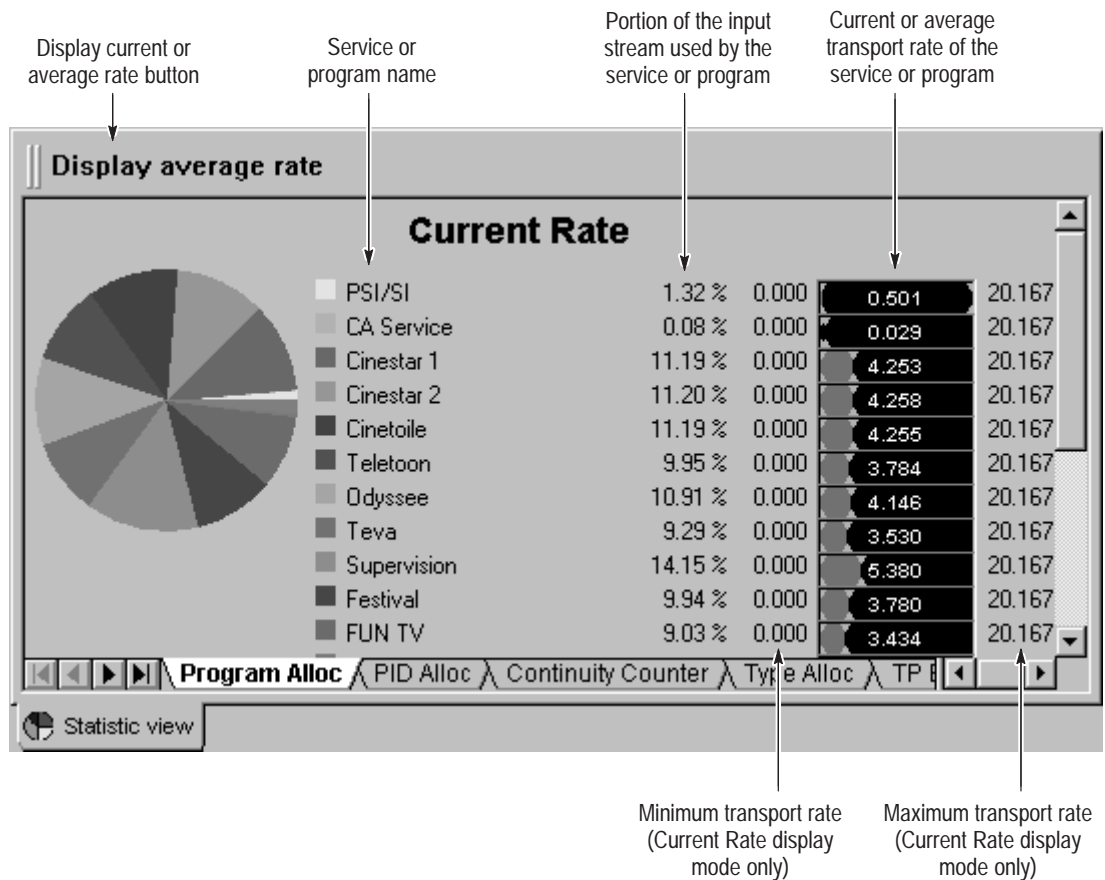 Display current or
average rate button
Service or
program name
Portion of the input
stream used by the
service or program
Current or average
transport rate of the
service or program
Display average rate
Current Rate
PSI/SI 1.32 % 0.000 0.501 20.167
CA Service 0.08 % 0.000 0.029 20.167
Cinestar 1 11.19 % 0.000 4.253 20.167
Cinestar 2 11.20 % 0.000 4.258 20.167
Cinetoile 11.19 % 0.000 4.255 20.167
Teletoon 9.95 % 0.000 3.784 20.167
Odyssee 10.91 % 0.000 4.146 20.167
Teva 9.29 % 0.000 3.530 20.167
Supervision 14.15 % 0.000 5.380 20.167
Festival 9.94 % 0.000 3.780 20.167
FUN TV 9.03 % 0.000 3.434 20.167
Program Alloc PID Alloc Continuity Counter Type Alloc TP
Statistic view
Minimum transport rate
(Current Rate display
mode only)
Maximum transport rate
(Current Rate display
mode only)